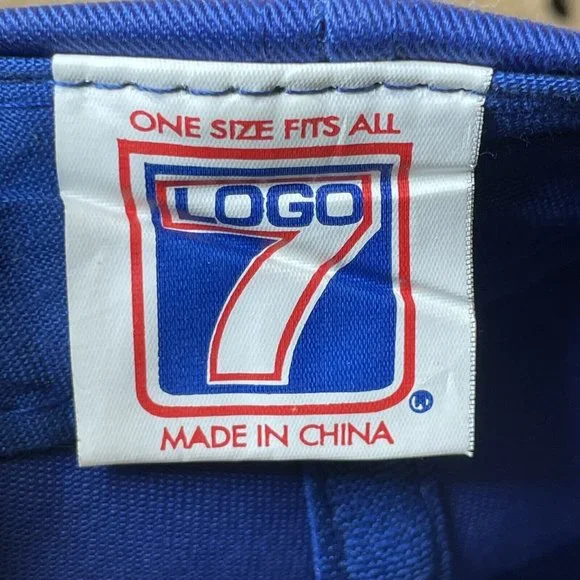 ONE SIZE FITS ALL
LOGO
7
®
MADE IN CHINA